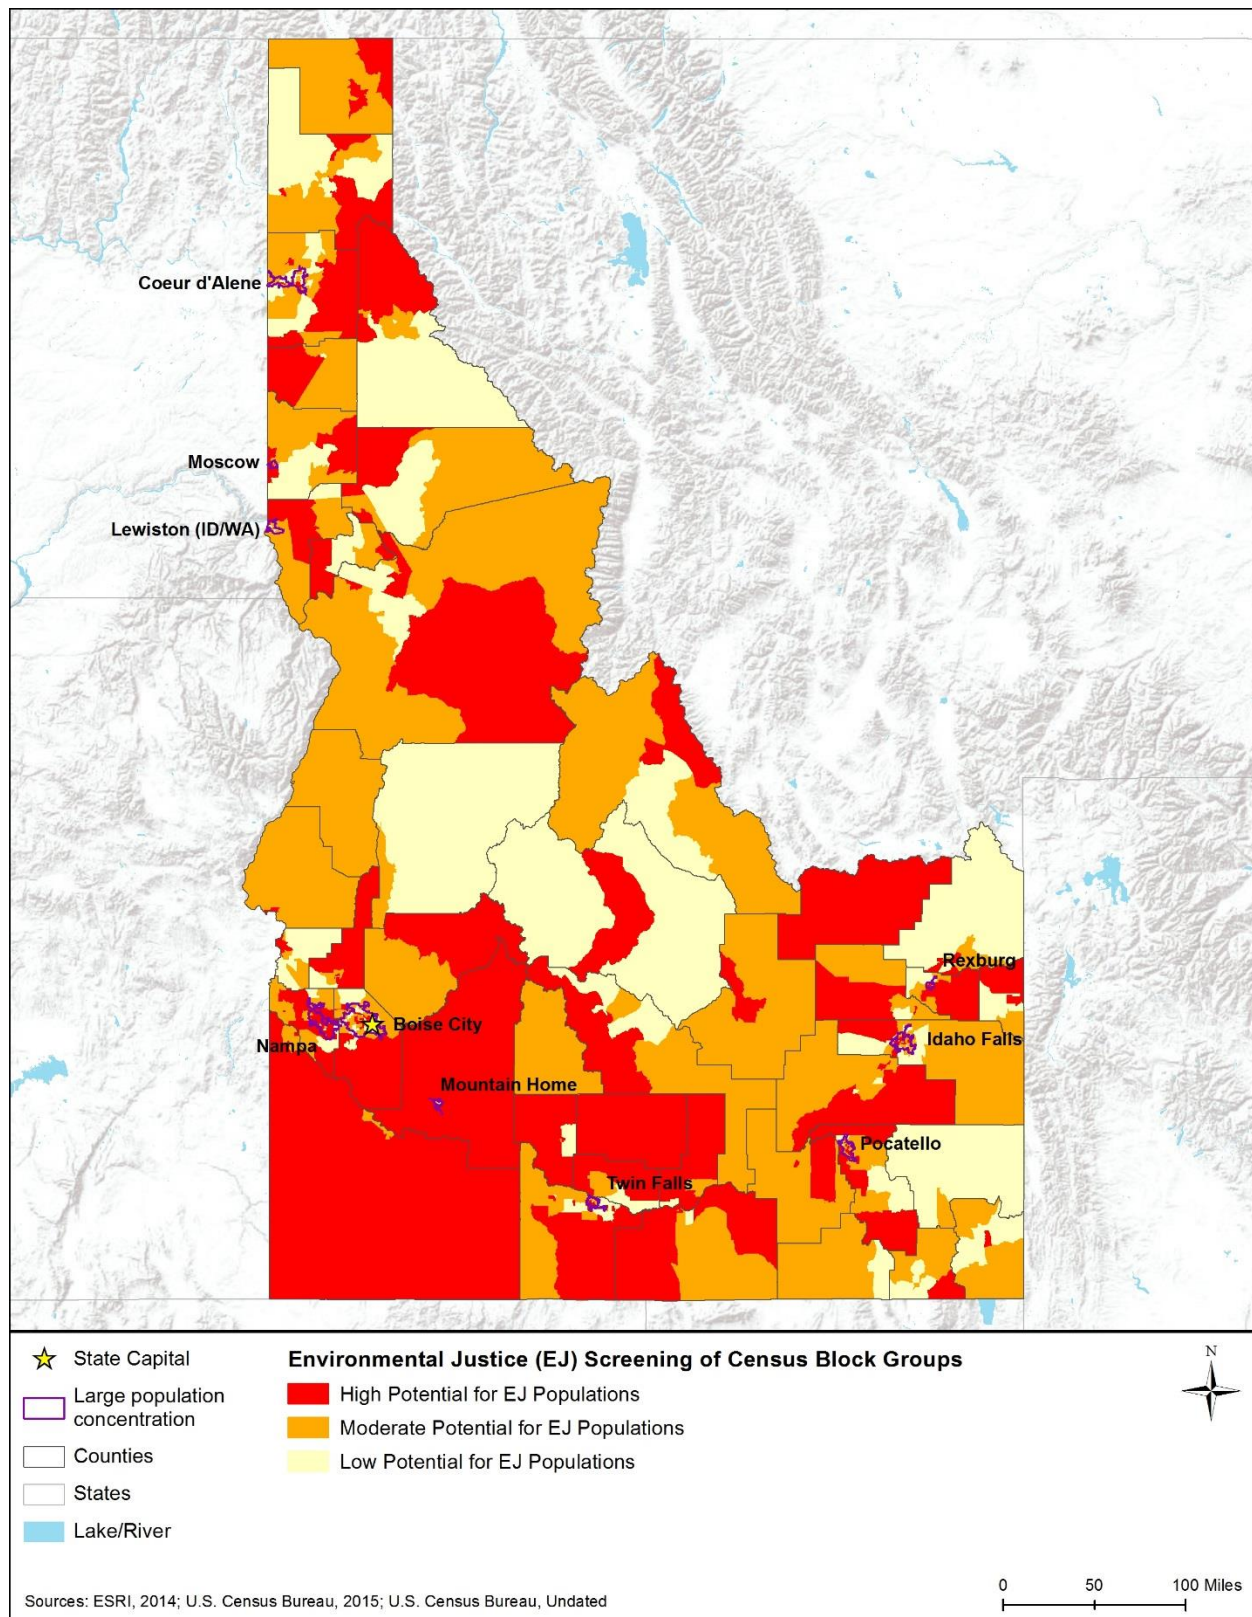 Coeur d'Alene
Moscow
Lewiston (ID/WA)
Rexburg
Boise City
Idaho Falls
Nampa
Mountain Home
Pocatello
Twin Falls
State Capital
Large population
concentration
Counties
States
Lake/River
Environmental Justice (EJ) Screening of Census Block Groups
High Potential for EJ Populations
Moderate Potential for EJ Populations
Low Potential for EJ Populations
N
0 50 100 Miles
Sources: ESRI, 2014; U.S. Census Bureau, 2015; U.S. Census Bureau, Undated